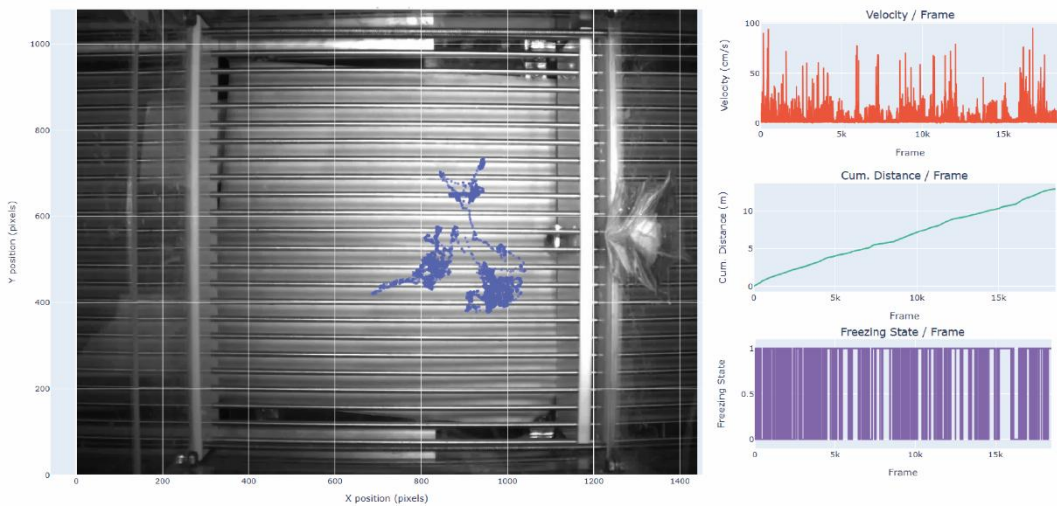 1000
800
600
400
200
0
Y position (pixels)
0 200 400 600 800 1000 1200 1400
X position (pixels)
Velocity / Frame
100
50
0
Velocity (cm/s)
0 5k 10k 15k
Frame
Cum. Distance / Frame
10
5
0
Cum. Distance (m)
0 5k 10k 15k
Frame
Freezing State / Frame
1
0.5
0
Freezing State
0 5k 10k 15k
Frame